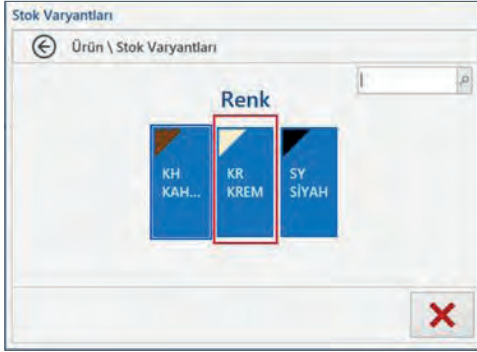 Stok Varyantları
Ürün \ Stok Varyantları
Renk
KH
KAH...
KR
KREM
SY
SİYAH